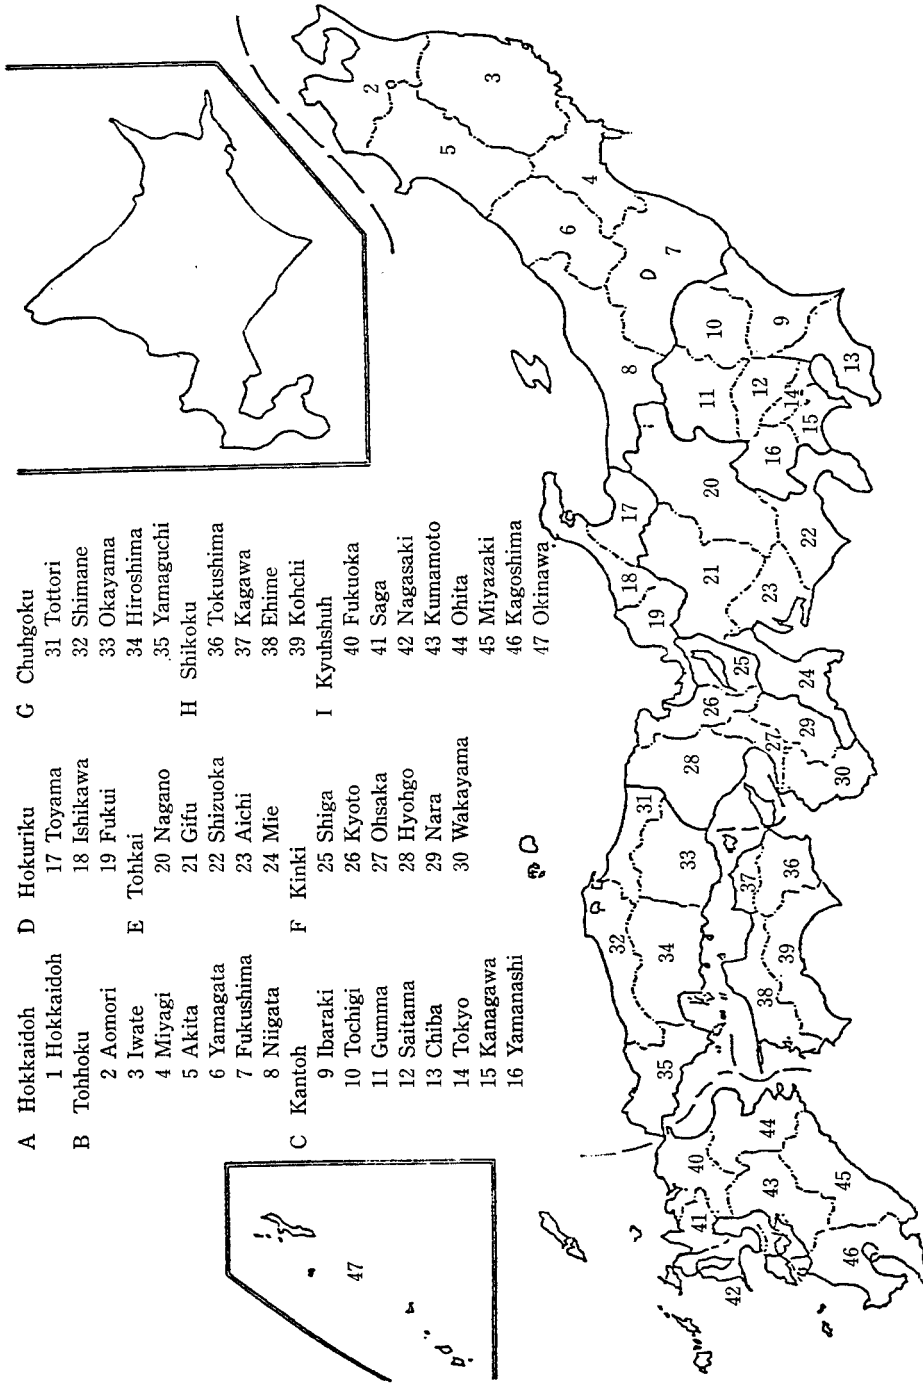 A Hokkaidoh
1 Hokkaidoh
B Tohhoku
2 Aomori
3 Iwate
4 Miyagi
5 Akita
6 Yamagata
7 Fukushima
8 Niigata
C Kantoh
9 Ibaraki
10 Tochigi
11 Gumma
12 Saitama
13 Chiba
14 Tokyo
15 Kanagawa
16 Yamanashi
D Hokuriku
17 Toyama
18 Ishikawa
19 Fukui
E Tohkai
20 Nagano
21 Gifu
22 Shizuoka
23 Aichi
24 Mie
F Kinki
25 Shiga
26 Kyoto
27 Ohsaka
28 Hyohgo
29 Nara
30 Wakayama
G Chuhgoku
31 Tottori
32 Shimane
33 Okayama
34 Hiroshima
35 Yamaguchi
H Shikoku
36 Tokushima
37 Kagawa
38 Ehime
39 Kohchi
I Kyuhshuh
40 Fukuoka
41 Saga
42 Nagasaki
43 Kumamoto
44 Ohita
45 Miyazaki
46 Kagoshima
47 Okinawa
47
2
3
5
4
6
7
8
10
9
11
12
13
14
15
16
17
20
18
21
22
19
23
25
24
26
29
27
28
30
31
33
36
37
32
34
39
38
35
44
40
43
45
41
46
42